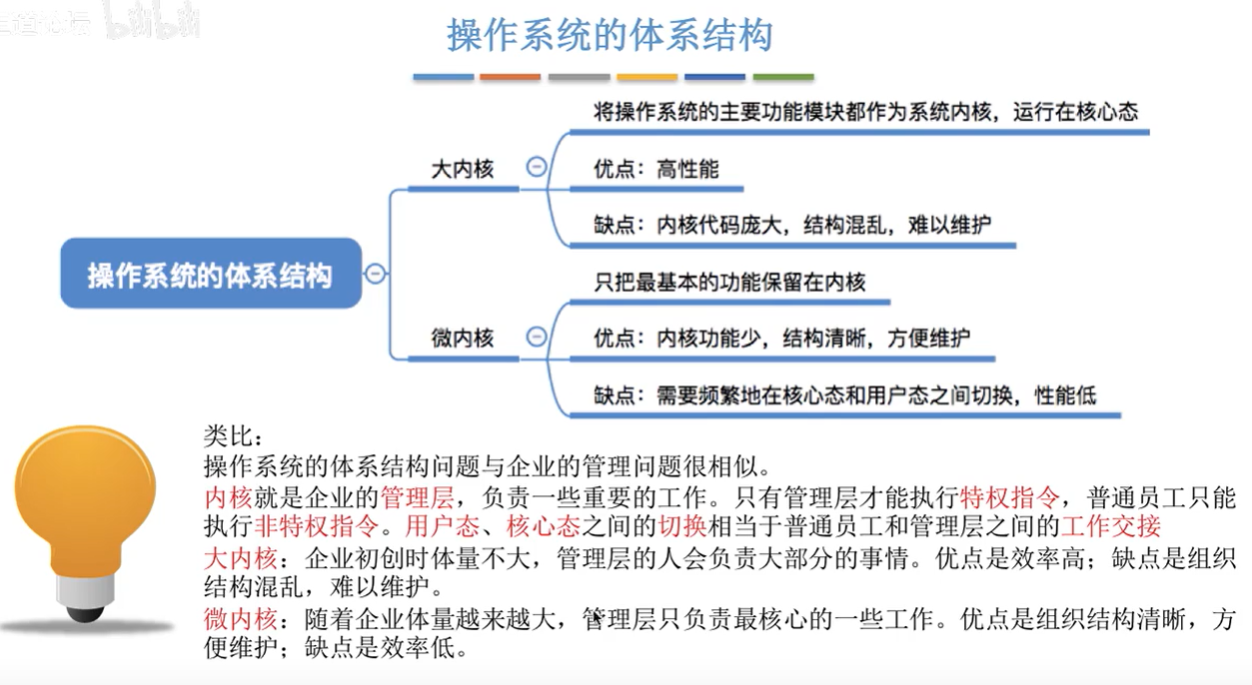 bilibili
操作系统的体系结构
将操作系统的主要功能模块都作为系统内核，运行在核心态
大内核
优点：高性能
缺点：内核代码庞大，结构混乱，难以维护
操作系统的体系结构
只把最基本的功能保留在内核
微内核
优点：内核功能少，结构清晰，方便维护
缺点：需要频繁地在核心态和用户态之间切换，性能低
类比：
操作系统的体系结构问题与企业的管理问题很相似。
内核就是企业的管理层，负责一些重要的工作。只有管理层才能执行特权指令，普通员工只能
执行非特权指令。用户态、核心态之间的切换相当于普通员工和管理层之间的工作交接
大内核：企业初创时体量不大，管理层的人会负责大部分的事情。优点是效率高；缺点是组织
结构混乱，难以维护。
微内核：随着企业体量越来越大，管理层只负责最核心的一些工作。优点是组织结构清晰，方
便维护；缺点是效率低。